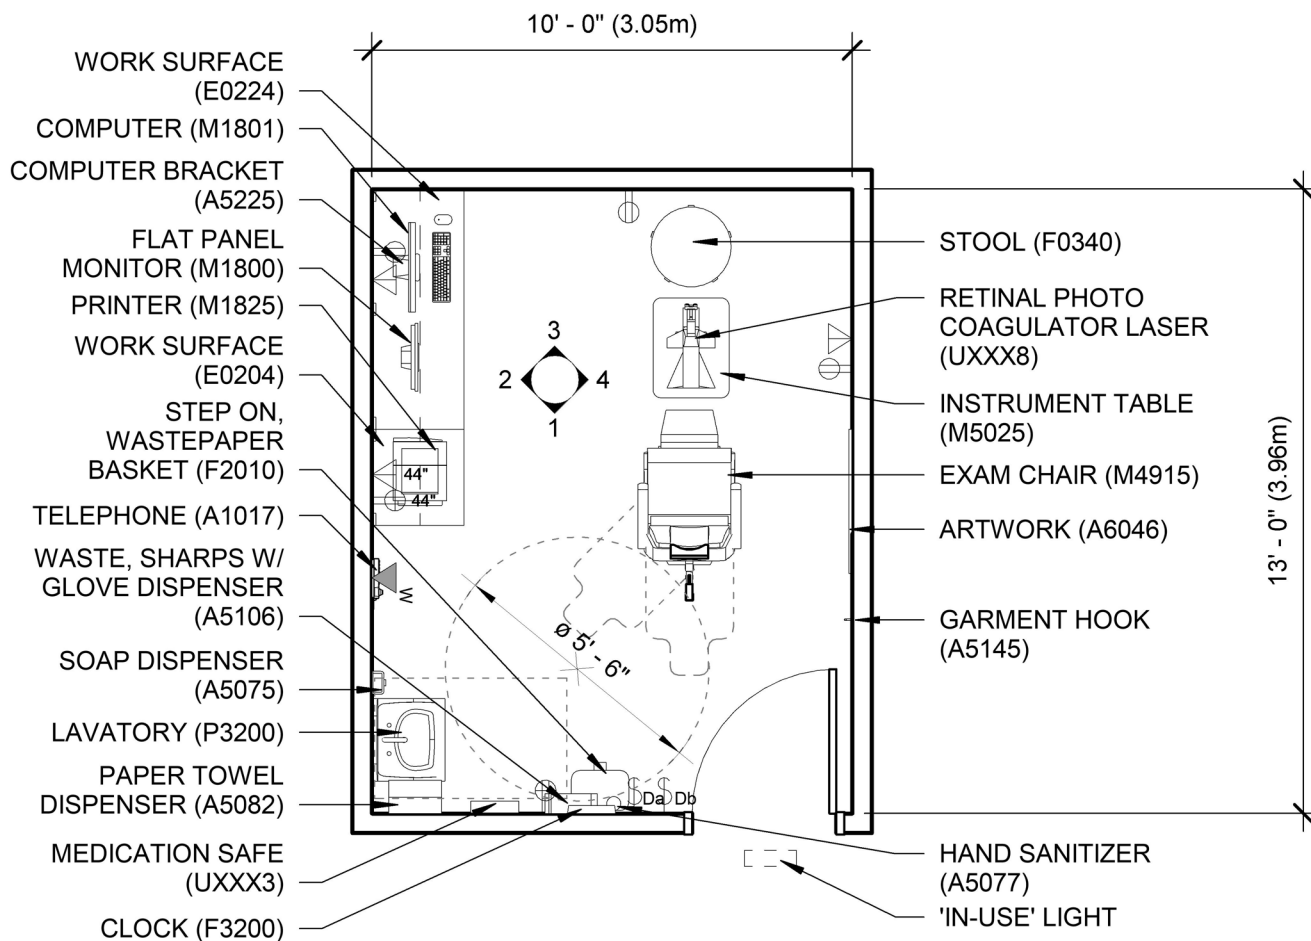 10' - 0" (3.05m)
WORK SURFACE
(E0224)
COMPUTER (M1801)
COMPUTER BRACKET
(A5225)
FLAT PANEL
MONITOR (M1800)
PRINTER (M1825)
WORK SURFACE
(E0204)
STEP ON,
WASTEPAPER
BASKET (F2010)
TELEPHONE (A1017)
WASTE, SHARPS W/
GLOVE DISPENSER
(A5106)
SOAP DISPENSER
(A5075)
LAVATORY (P3200)
PAPER TOWEL
DISPENSER (A5082)
MEDICATION SAFE
(UXXX3)
CLOCK (F3200)
3
2
4
1
44"
44"
W
ø 5' - 6"
Da
Db
STOOL (F0340)
RETINAL PHOTO
COAGULATOR LASER
(UXXX8)
INSTRUMENT TABLE
(M5025)
EXAM CHAIR (M4915)
ARTWORK (A6046)
GARMENT HOOK
(A5145)
HAND SANITIZER
(A5077)
'IN-USE' LIGHT
13' - 0" (3.96m)